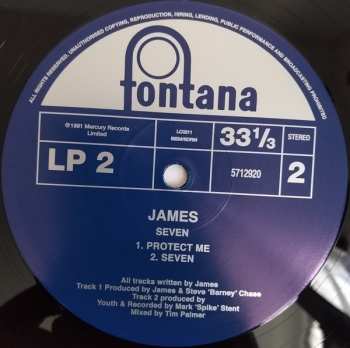 ALL RIGHTS RESERVED. UNAUTHORISED COPYING, REPRODUCTION, HIRING, LENDING, PUBLIC PERFORMANCE AND BROADCASTING PROHIBITED
fontana
℗1991 Mercury Records
Limited
LC0211
BIEM/SDRM
33⅓
STEREO
LP 2
5712920
2
JAMES
SEVEN
1. PROTECT ME
2. SEVEN
All tracks written by James
Track 1 Produced by James & Steve 'Barney' Chase
Track 2 produced by
Youth & Recorded by Mark 'Spike' Stent
Mixed by Tim Palmer